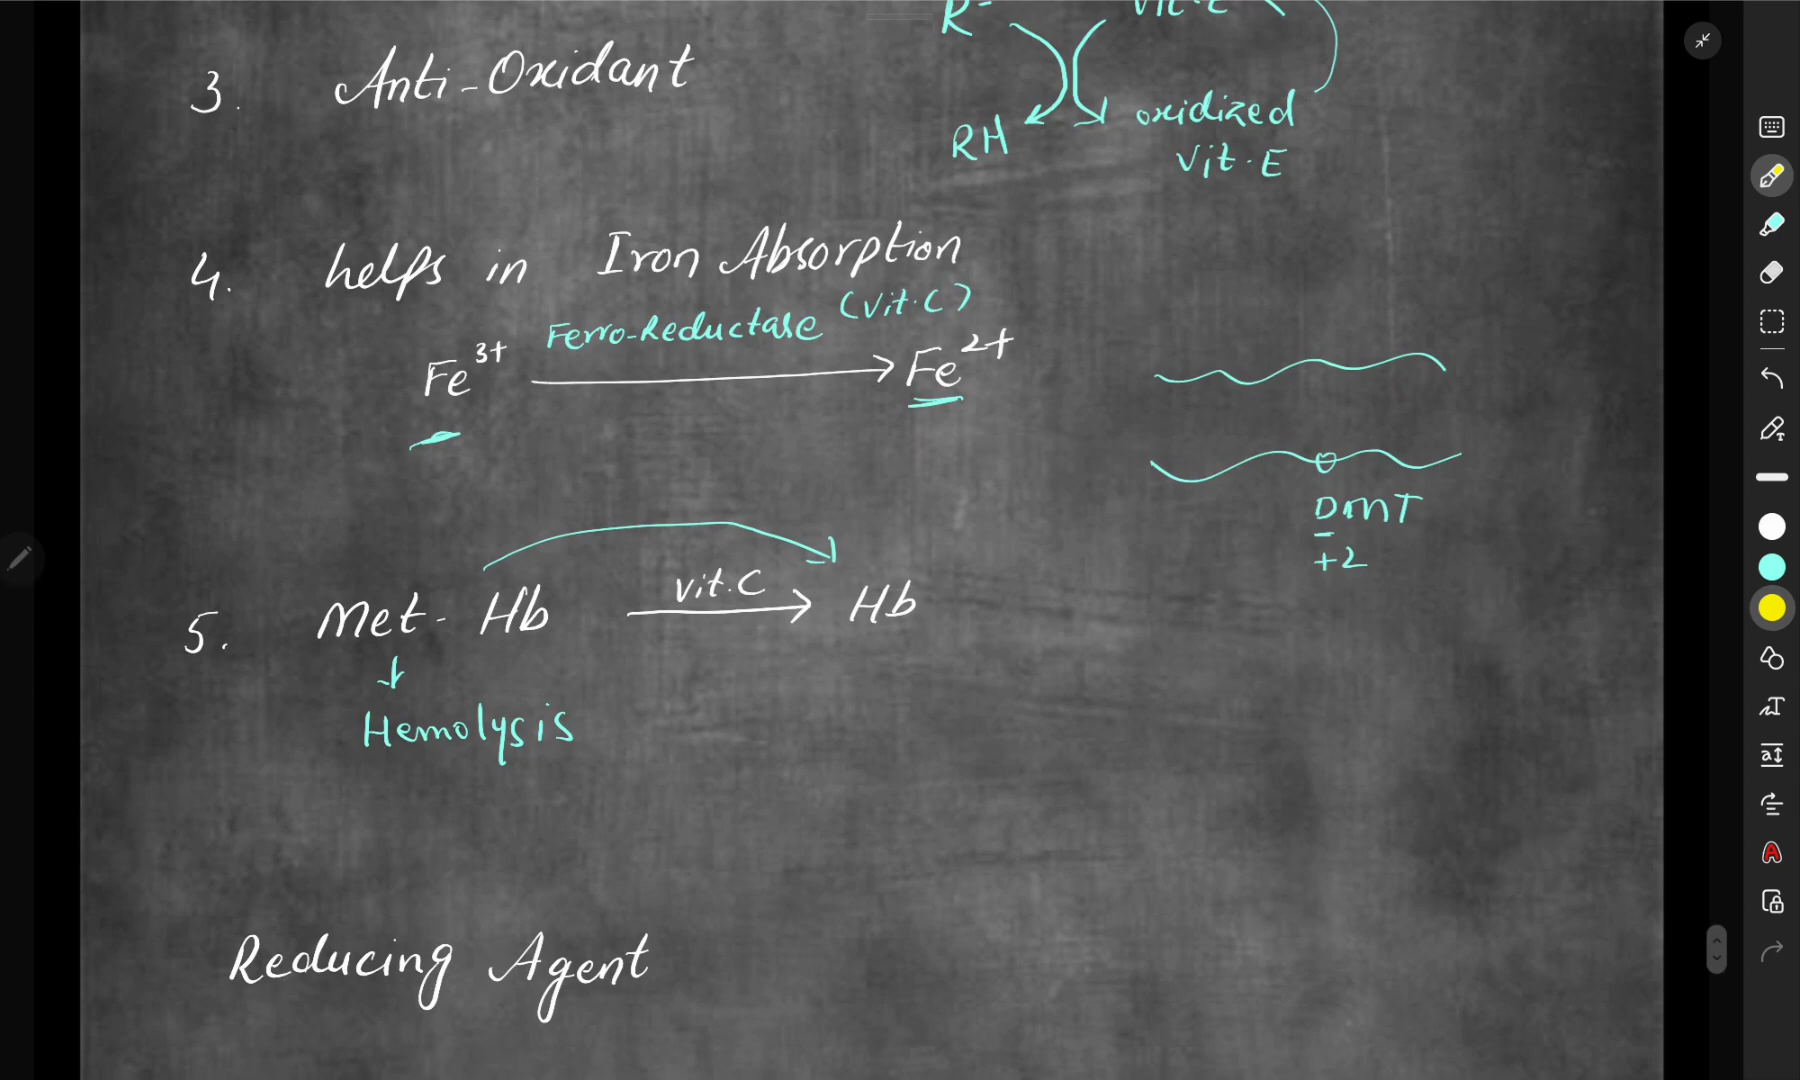 R• vit. E
3. Anti-Oxidant
RH
oxidized
vit. E
4. helps in Iron Absorption
Ferro-Reductase (vit. C)
Fe3+ → Fe2+
DMT
+2
5. Met-Hb vit. C → Hb
Hemolysis
Reducing Agent